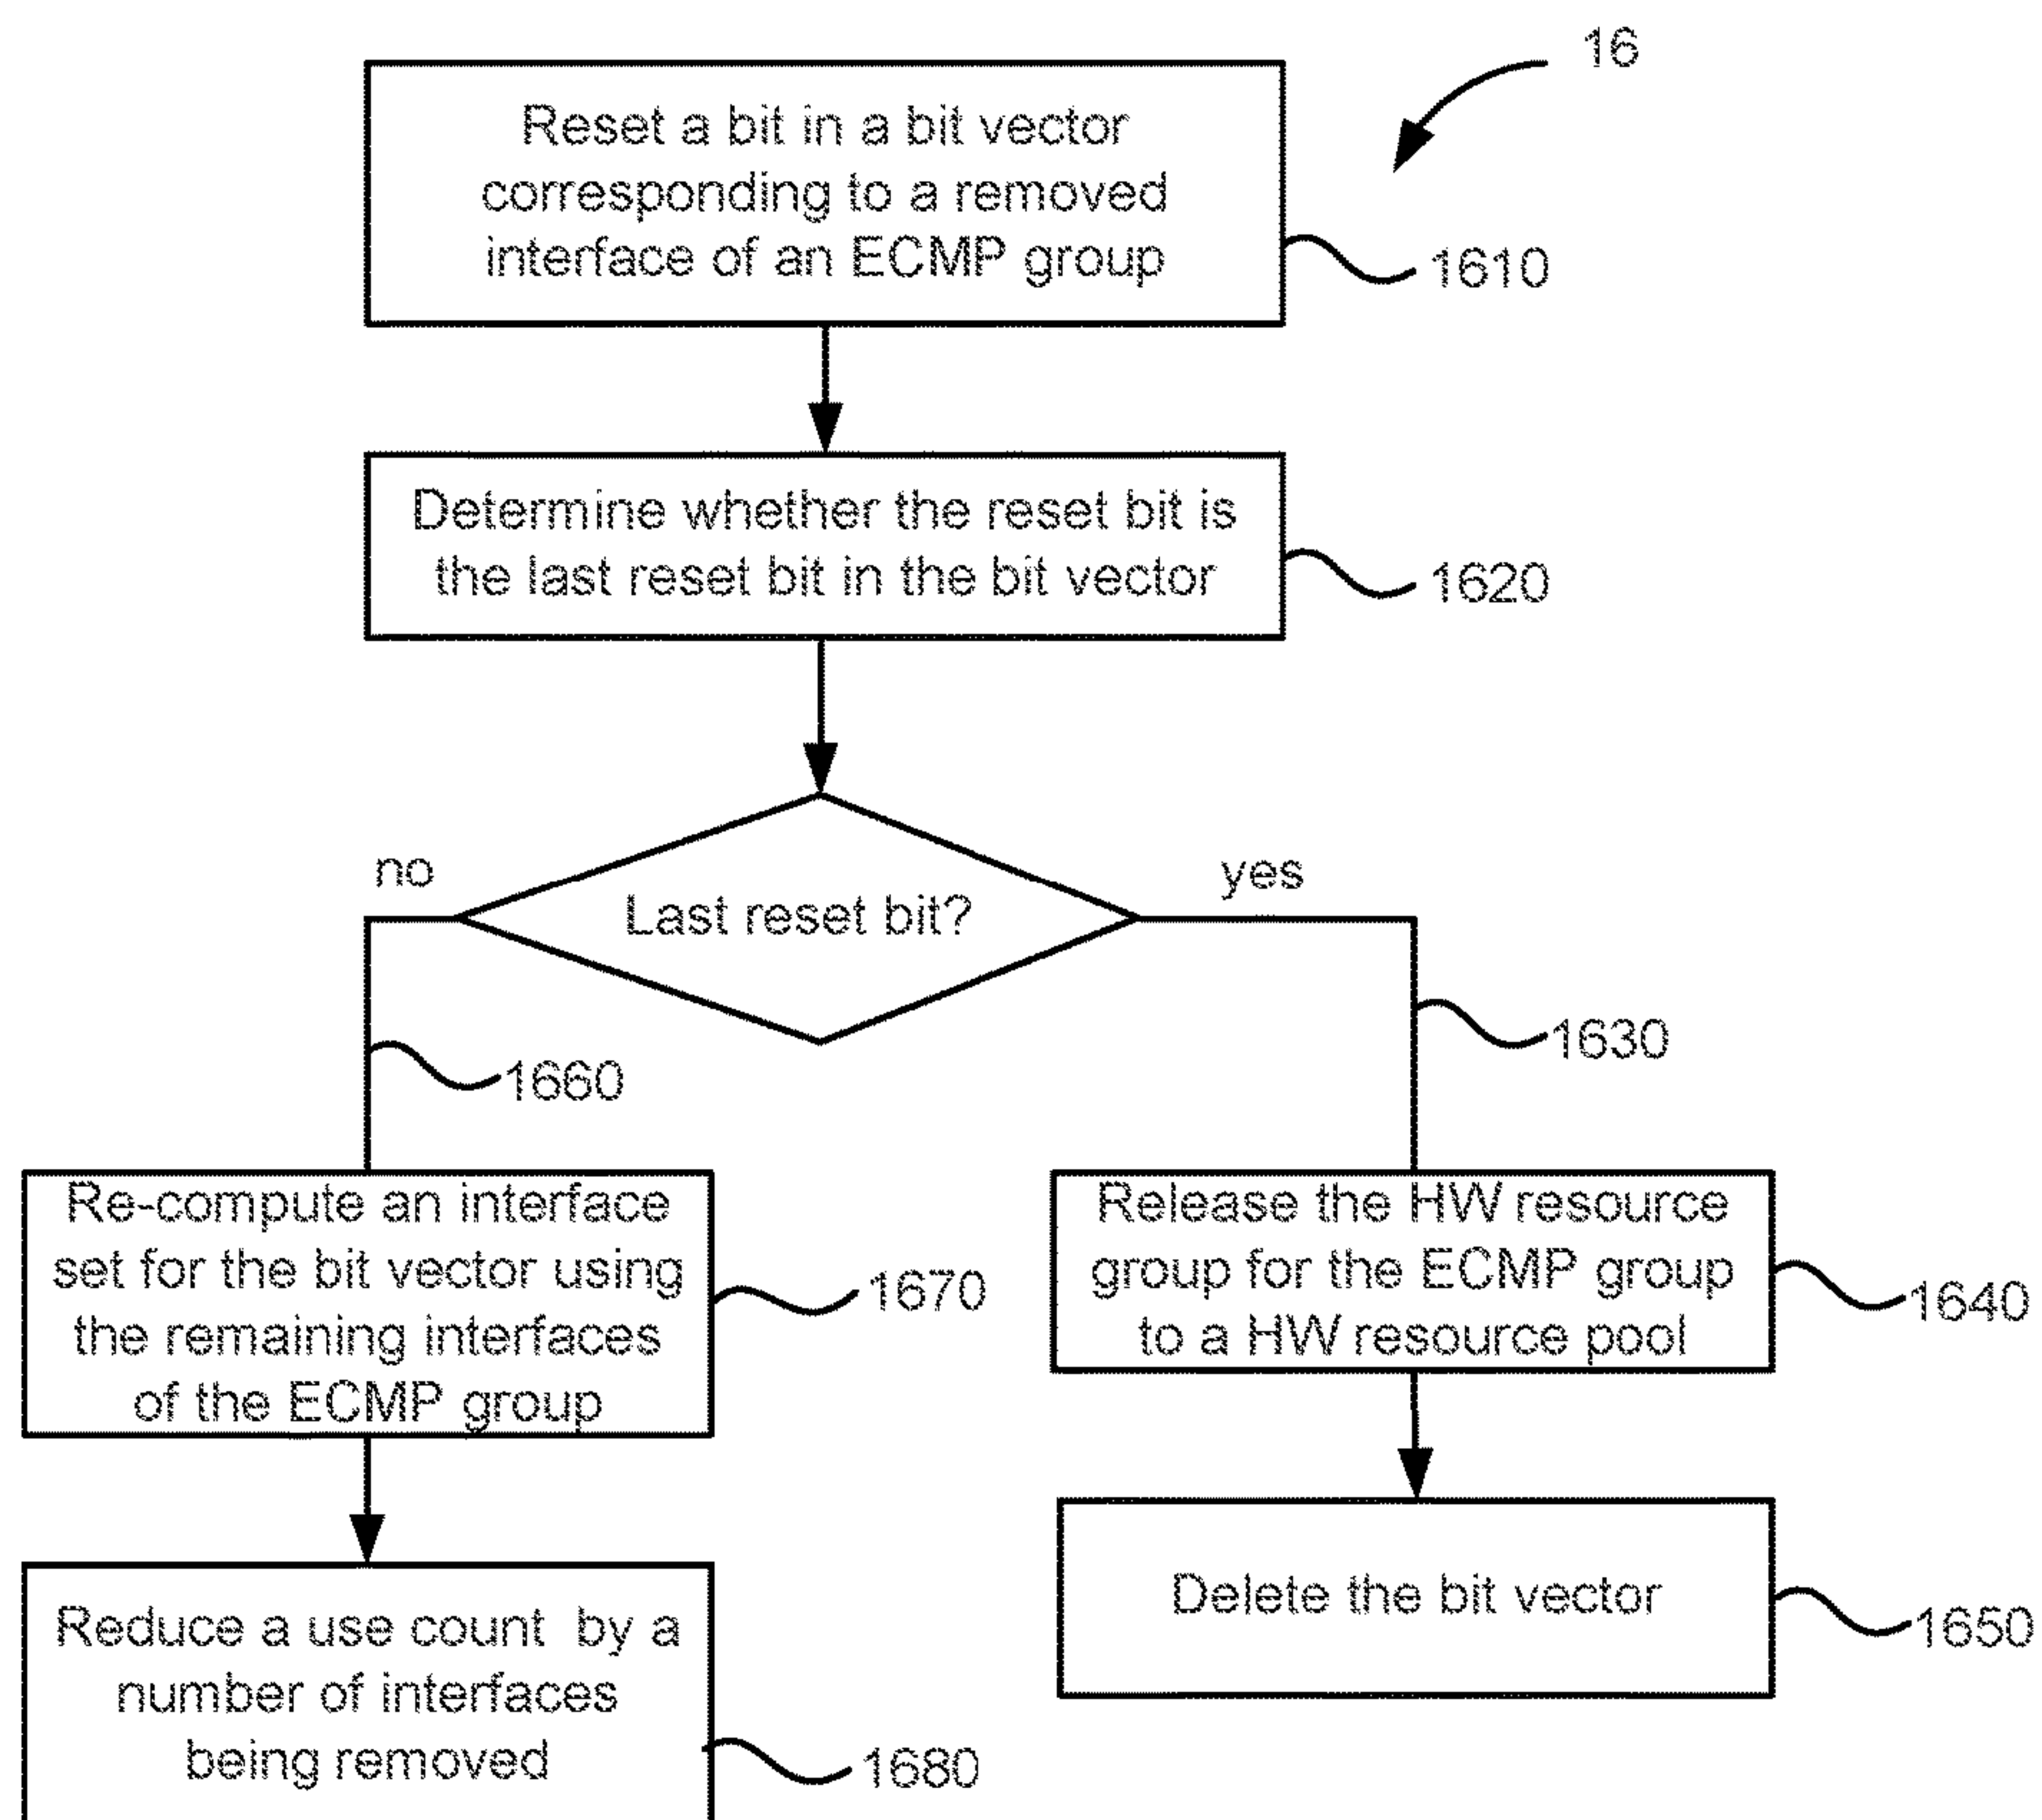 16
Reset a bit in a bit vector
corresponding to a removed
interface of an ECMP group
1610
Determine whether the reset bit is
the last reset bit in the bit vector
1620
no
yes
Last reset bit?
1630
1660
Re-compute an interface
set for the bit vector using
the remaining interfaces
of the ECMP group
1670
Release the HW resource
group for the ECMP group
to a HW resource pool
1640
Reduce a use count by a
number of interfaces
being removed
1680
Delete the bit vector
1650